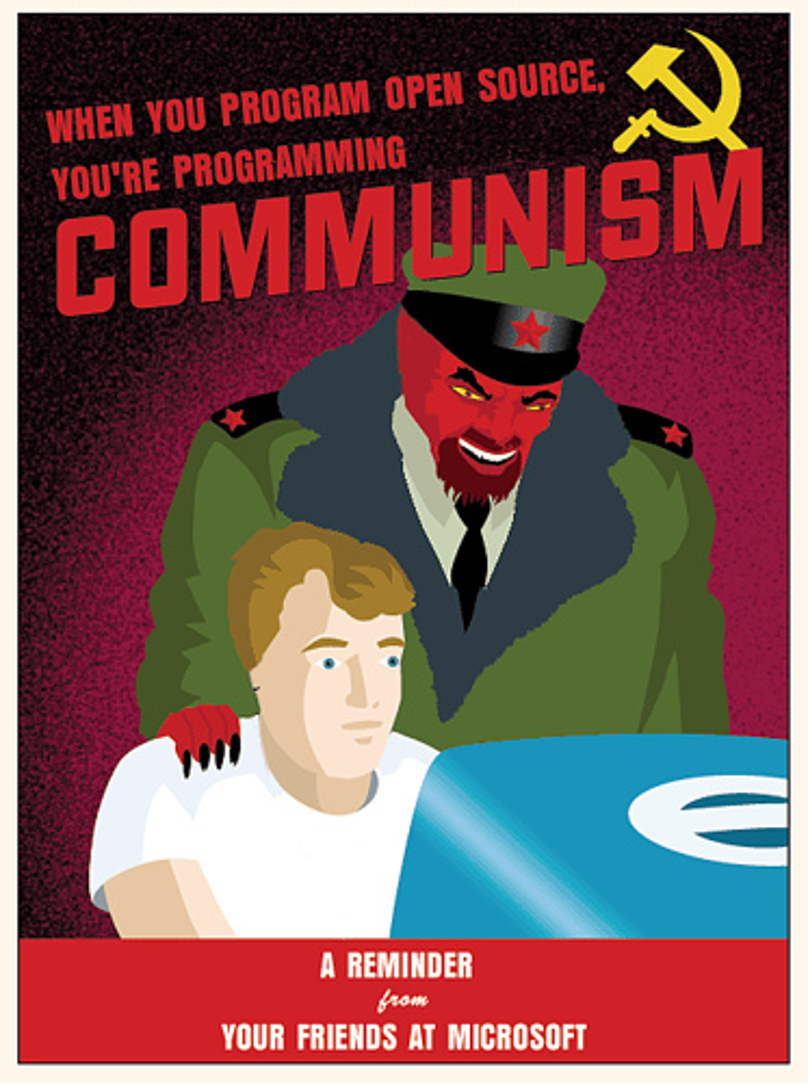 WHEN YOU PROGRAM OPEN SOURCE,
YOU'RE PROGRAMMING
COMMUNISM
A REMINDER
from
YOUR FRIENDS AT MICROSOFT